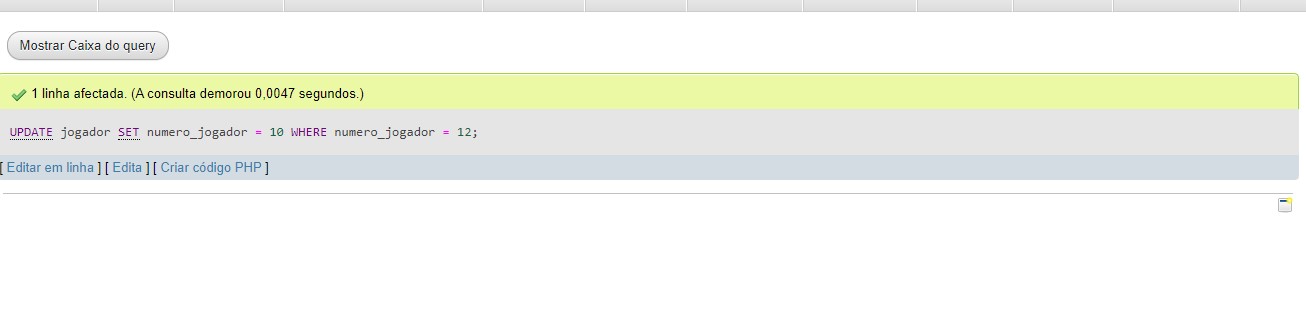 Mostrar Caixa do query
1 linha afectada. (A consulta demorou 0,0047 segundos.)
UPDATE jogador SET numero_jogador = 10 WHERE numero_jogador = 12;
[ Editar em linha ] [ Edita ] [ Criar código PHP ]